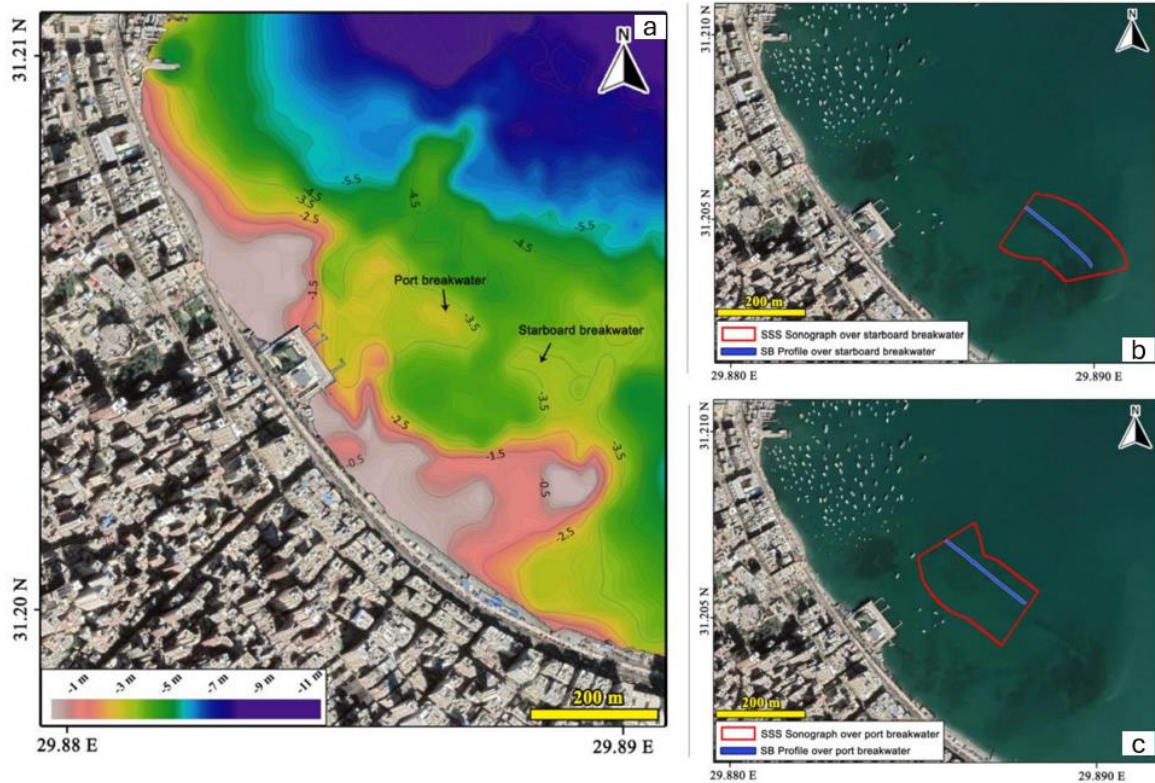 a
N
31.21 N
31.20 N
-5.5
-4.5
-3.5
-2.5
-4.5
-5.5
-4.5
-1.5
Port breakwater
-3.5
Starboard breakwater
-3.5
-2.5
-1.5
-3.5
-0.5
-0.5
-2.5
-1 m -3 m -5 m -7 m -9 m -11 m
200 m
29.88 E 29.89 E
b
N
31.210 N
31.205 N
200 m
SSS Sonograph over starboard breakwater
SB Profile over starboard breakwater
29.880 E 29.890 E
c
N
31.210 N
31.205 N
200 m
SSS Sonograph over port breakwater
SB Profile over port breakwater
29.880 E 29.890 E